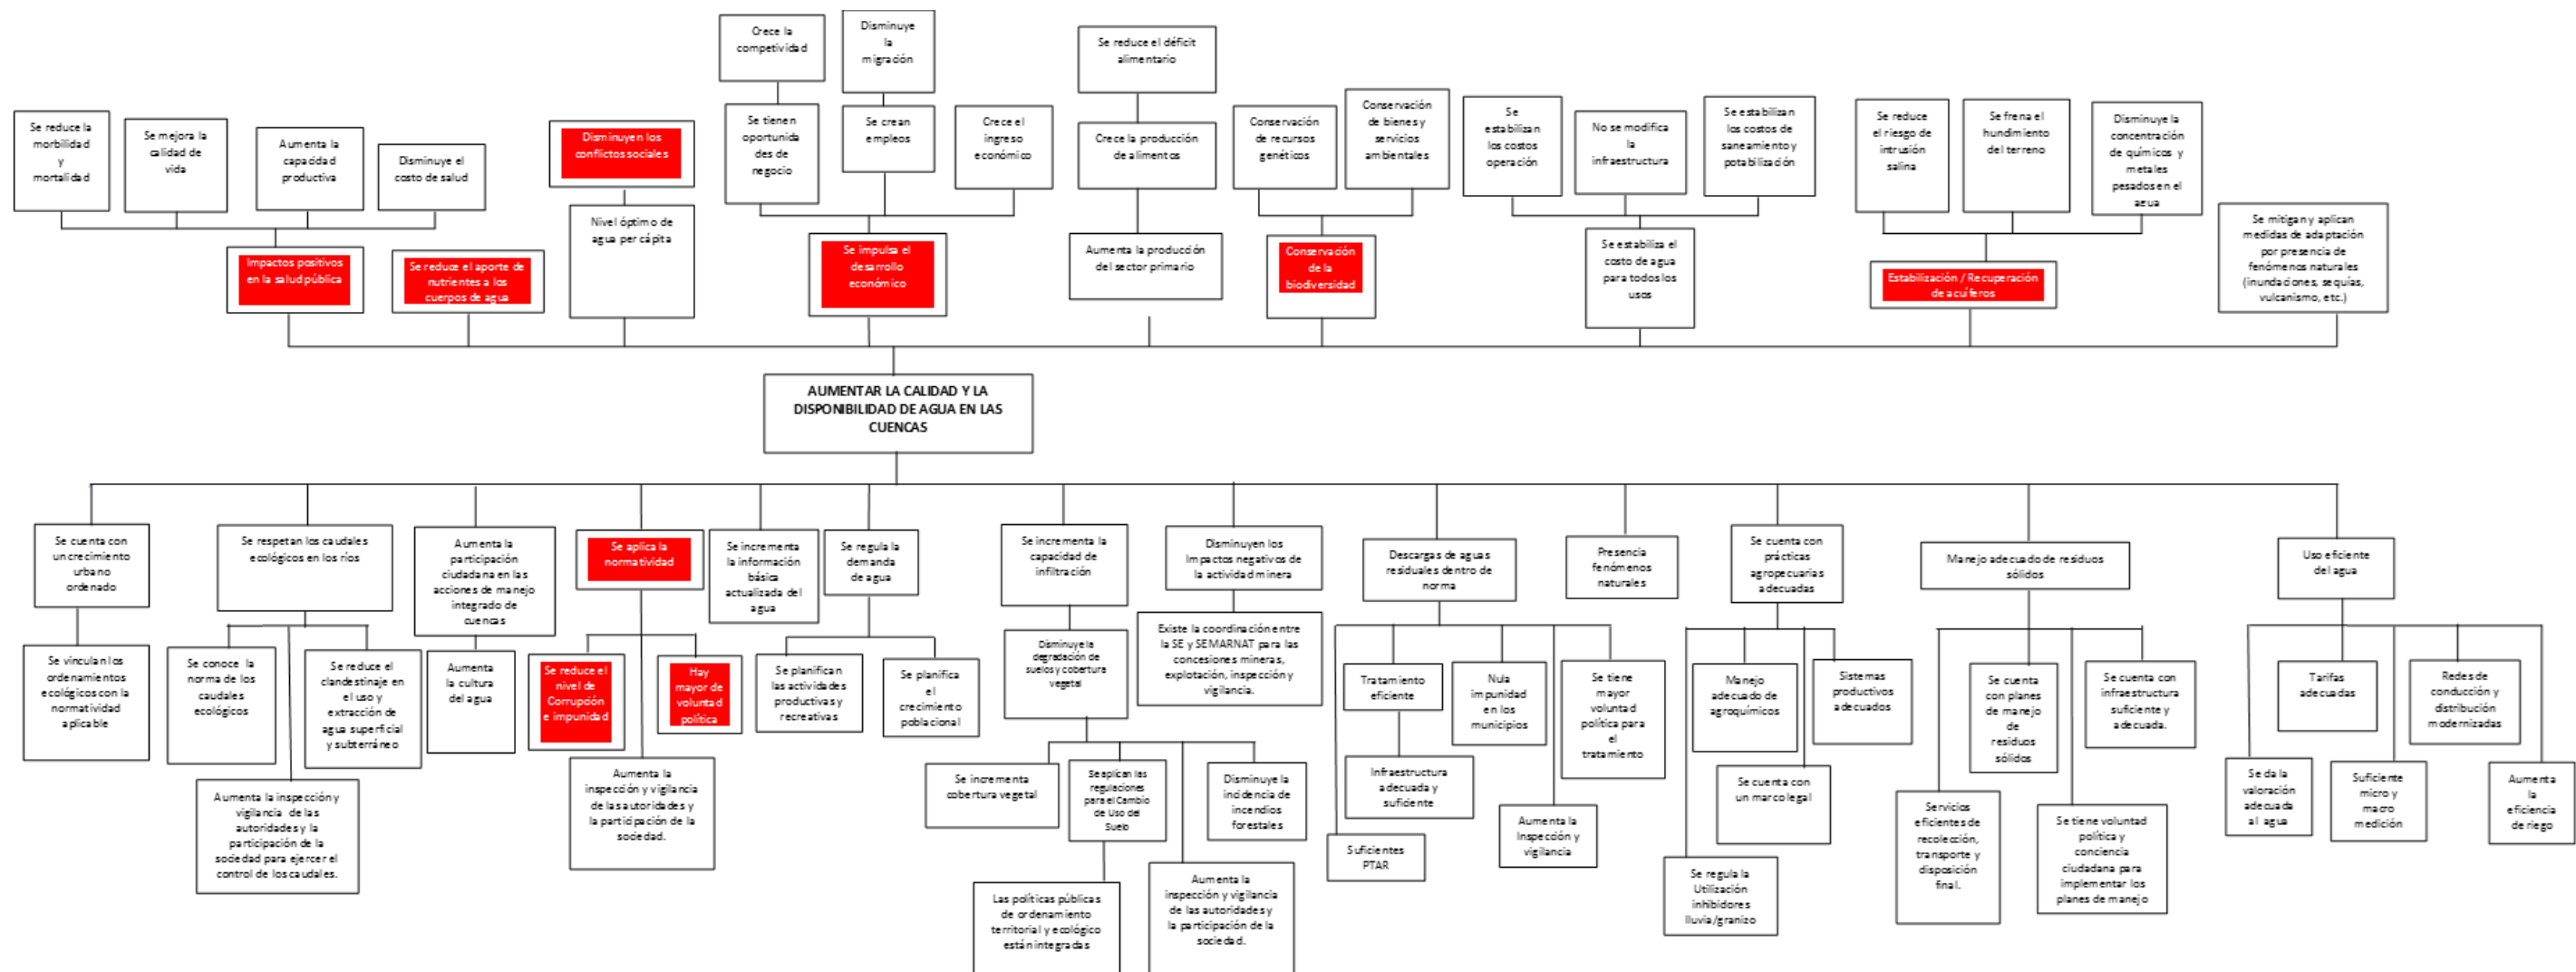 Crece la
competividad
Disminuye
la
migración
Se reduce el déficit
alimentario
Se reduce la
morbilidad
y
mortalidad
Se mejora la
calidad de
vida
Aumenta la
capacidad
productiva
Disminuye el
costo de salud
Disminuyen los
conflictos sociales
Se tienen
oportunida
des de
negocio
Se crean
empleos
Crece el
ingreso
económico
Crece la producción
de alimentos
Conservación
de recursos
genéticos
Conservación
de bienes y
servicios
ambientales
Se
estabilizan
los costos
operación
No se modifica
la
infraestructura
Se estabilizan
los costos de
saneamiento y
potabilización
Se reduce
el riesgo de
intrusión
salina
Se frena el
hundimiento
del terreno
Disminuye la
concentración
de químicos y
metales
pesados en el
agua
Impactos positivos
en la salud pública
Se reduce el aporte de
nutrientes a los
cuerpos de agua
Nivel óptimo de
agua per cápita
Se impulsa el
desarrollo
económico
Aumenta la producción
del sector primario
Conservación
de la
biodiversidad
Se estabiliza el
costo de agua
para todos los
usos
Estabilización / Recuperación
de acuíferos
Se mitigan y aplican
medidas de adaptación
por presencia de
fenómenos naturales
(inundaciones, sequías,
vulcanismo, etc.)
AUMENTAR LA CALIDAD Y LA
DISPONIBILIDAD DE AGUA EN LAS
CUENCAS
Se cuenta con
un crecimiento
urbano
ordenado
Se respetan los caudales
ecológicos en los ríos
Aumenta la
participación
ciudadana en las
acciones de manejo
integrado de
cuencas
Se aplica la
normatividad
Se incrementa
la información
básica
actualizada del
agua
Se regula la
demanda
de agua
Se incrementa la
capacidad de
infiltración
Disminuyen los
Impactos negativos de
la actividad minera
Descargas de aguas
residuales dentro de
norma
Presencia
fenómenos
naturales
Se cuenta con
prácticas
agropecuarias
adecuadas
Manejo adecuado de residuos
sólidos
Uso eficiente
del agua
Se vinculan los
ordenamientos
ecológicos con la
normatividad
aplicable
Se conoce la
norma de los
caudales
ecológicos
Se reduce el
clandestinaje en
el uso y
extracción de
agua superficial
y subterráneo
Aumenta
la cultura
del agua
Se reduce el
nivel de
Corrupción
e impunidad
Hay
mayor de
voluntad
política
Se planifican
las actividades
productivas y
recreativas
Se planifica
el
crecimiento
poblacional
Disminuye la
degradación de
suelos y cobertura
vegetal
Existe la coordinación entre
la SE y SEMARNAT para las
concesiones mineras,
explotación, inspección y
vigilancia.
Tratamiento
eficiente
Nula
impunidad
en los
municipios
Se tiene
mayor
voluntad
política para
el
tratamiento
Manejo
adecuado de
agroquímicos
Sistemas
productivos
adecuados
Se cuenta
con planes
de manejo
de
residuos
sólidos
Se cuenta con
infraestructura
suficiente y
adecuada.
Tarifas
adecuadas
Redes de
conducción y
distribución
modernizadas
Aumenta la inspección y
vigilancia de las
autoridades y la
participación de la
sociedad para ejercer el
control de los caudales.
Aumenta la
inspección y vigilancia
de las autoridades y
la participación de la
sociedad.
Se incrementa
cobertura vegetal
Se aplican las
regulaciones
para el Cambio
de Uso del
Suelo
Disminuye la
incidencia de
incendios
forestales
Infraestructura
adecuada y
suficiente
Suficientes
PTAR
Aumenta la
Inspección y
vigilancia
Se cuenta con
un marco legal
Se regula la
Utilización
inhibidores
lluvia/granizo
Servicios
eficientes de
recolección,
transporte y
disposición
final.
Se tiene voluntad
política y
conciencia
ciudadana para
implementar los
planes de manejo
Se da la
valoración
adecuada
al agua
Suficiente
micro y
macro
medición
Aumenta
la
eficiencia
de riego
Las políticas públicas
de ordenamiento
territorial y ecológico
están integradas
Aumenta la
inspección y vigilancia
de las autoridades y
la participación de la
sociedad.